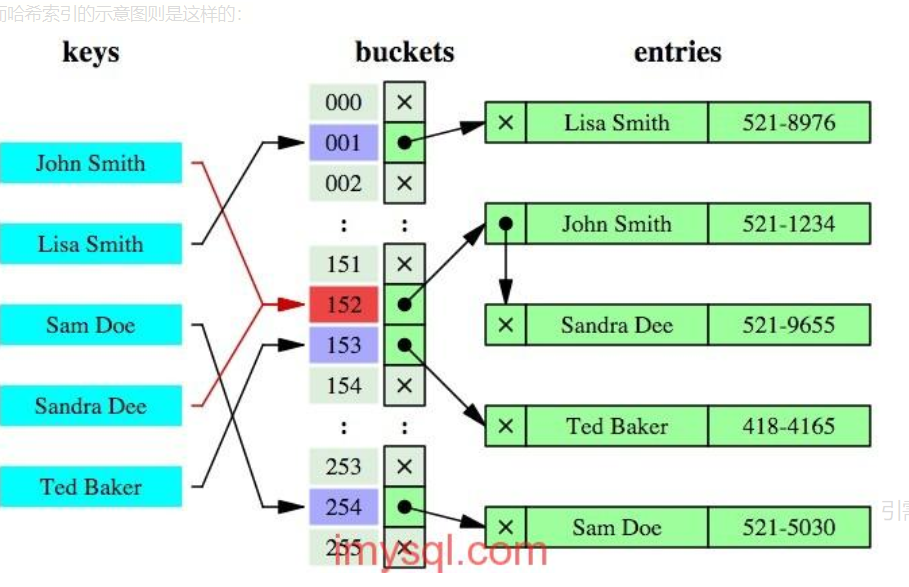 而哈希索引的示意图则是这样的:
keys buckets entries
000 ×
Lisa Smith 521-8976
001
John Smith
002 ×
: :
John Smith 521-1234
Lisa Smith
151 ×
152
Sam Doe
Sandra Dee 521-9655
153
154 ×
Sandra Dee
: :
Ted Baker 418-4165
253 ×
Ted Baker
254
Sam Doe 521-5030
255 ×
imysql.com
引